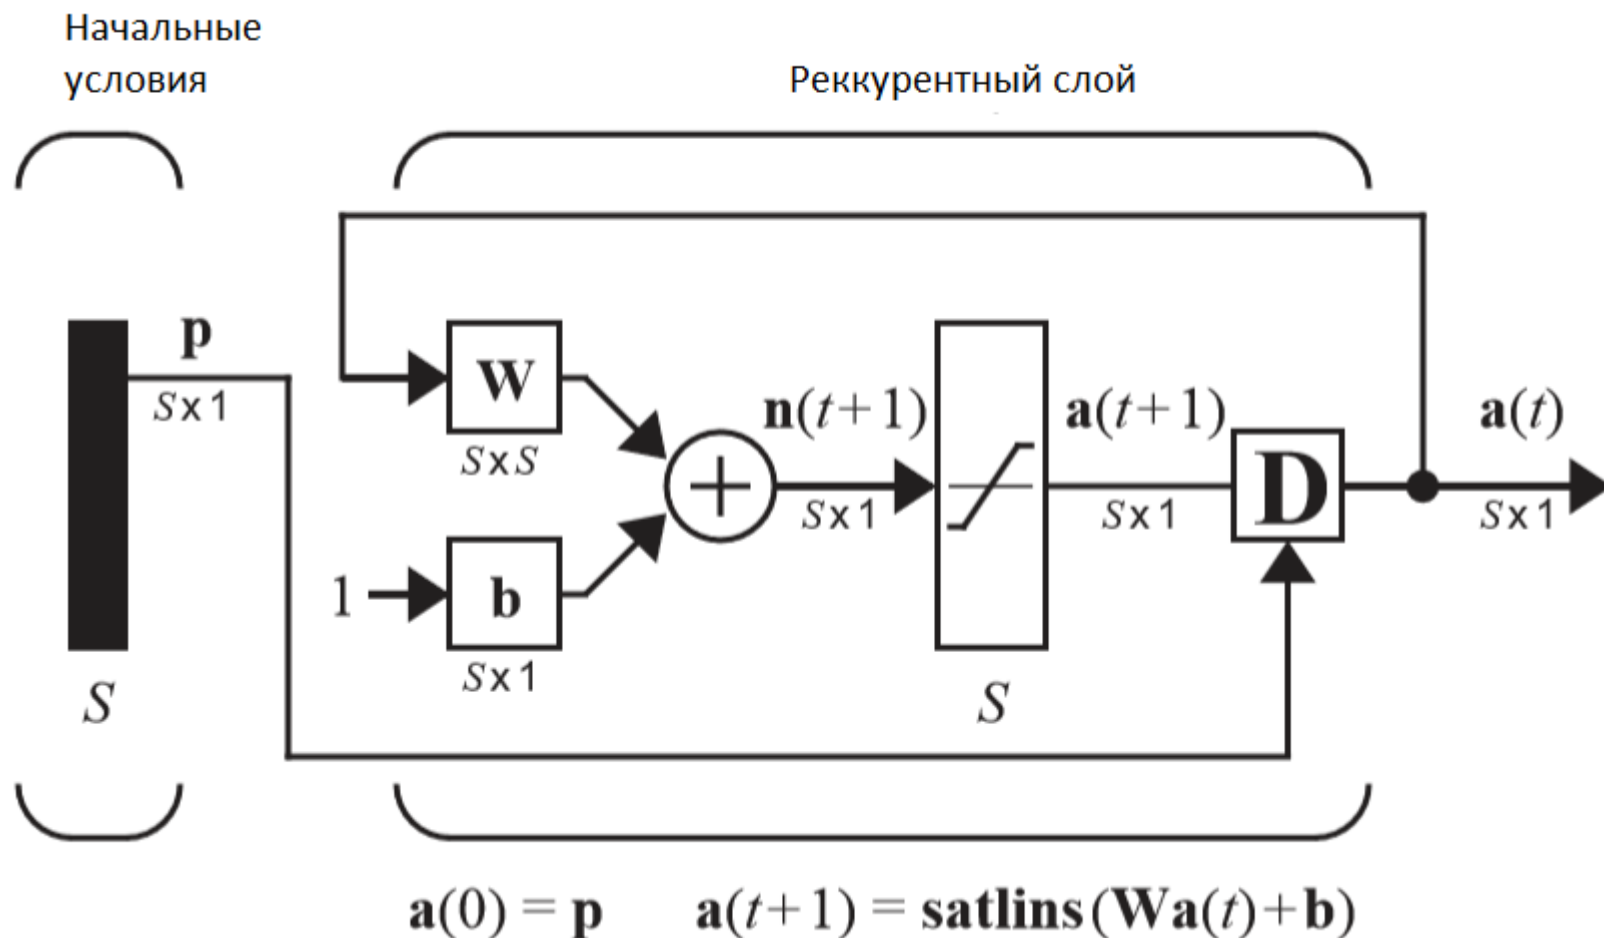 Начальные
условия
Реккурентный слой
p
S x 1
W
S x S
n(t+1)
S x 1
a(t+1)
S x 1
D
a(t)
S x 1
1
b
S x 1
S
S
a(0) = p
a(t+1) = satlins(Wa(t)+b)